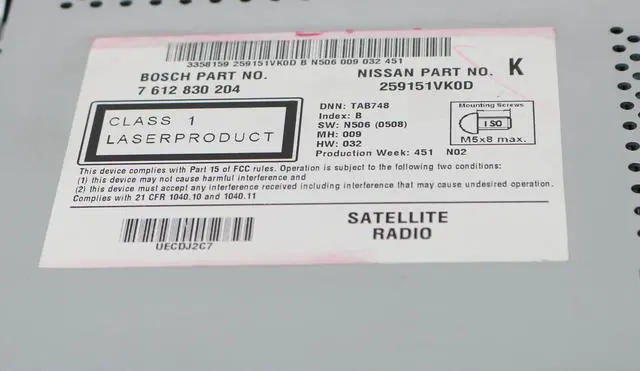 3358159 259151VK0D B N506 009 032 451
BOSCH PART NO.
7 612 830 204
NISSAN PART NO.
259151VK0D
K
CLASS 1
LASERPRODUCT
DNN: TAB748
Index: B
SW: N506 (0508)
MH: 009
HW: 032
Production Week: 451 N02
Mounting Screws
ISO
M5x8 max.
This device complies with Part 15 of FCC rules. Operation is subject to the following two conditions:
(1) this device may not cause harmful interference and
(2) this device must accept any interference received including interference that may cause undesired operation.
Complies with 21 CFR 1040.10 and 1040.11
UECDJ2C7
SATELLITE
RADIO